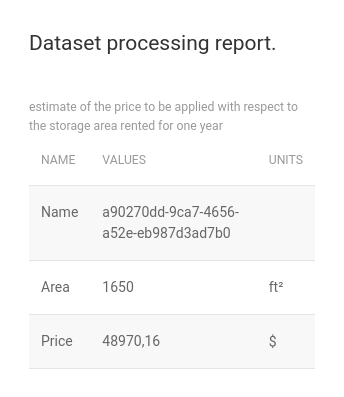 Dataset processing report.
estimate of the price to be applied with respect to
the storage area rented for one year
NAME VALUES UNITS
Name a90270dd-9ca7-4656-
a52e-eb987d3ad7b0
Area 1650 ft²
Price 48970,16 $